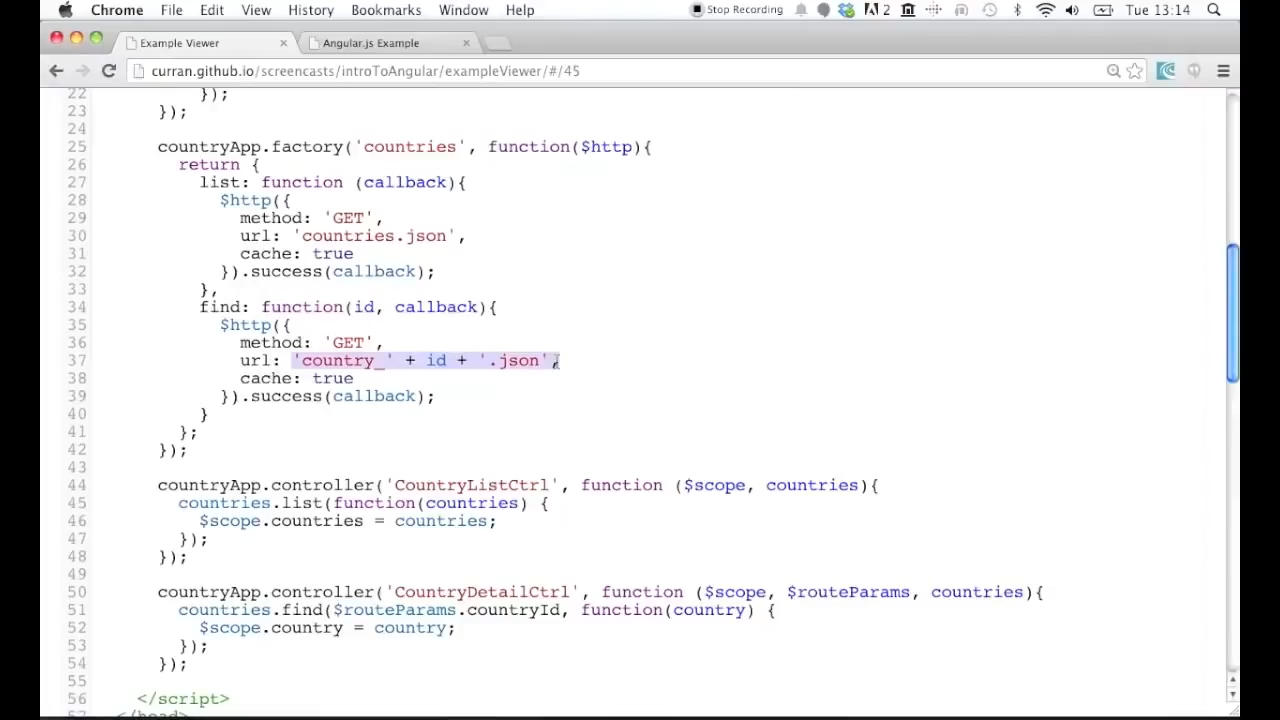 Chrome File Edit View History Bookmarks Window Help Stop Recording 2 Tue 13:14
Example Viewer Angular.js Example
curran.github.io/screencasts/introToAngular/exampleViewer/#/45
22 });
23 });
24
25 countryApp.factory('countries', function($http){
26 return {
27 list: function (callback){
28 $http({
29 method: 'GET',
30 url: 'countries.json',
31 cache: true
32 }).success(callback);
33 },
34 find: function(id, callback){
35 $http({
36 method: 'GET',
37 url: 'country_' + id + '.json',
38 cache: true
39 }).success(callback);
40 }
41 };
42 });
43
44 countryApp.controller('CountryListCtrl', function ($scope, countries){
45 countries.list(function(countries) {
46 $scope.countries = countries;
47 });
48 });
49
50 countryApp.controller('CountryDetailCtrl', function ($scope, $routeParams, countries){
51 countries.find($routeParams.countryId, function(country) {
52 $scope.country = country;
53 });
54 });
55
56 </script>
57 </head>